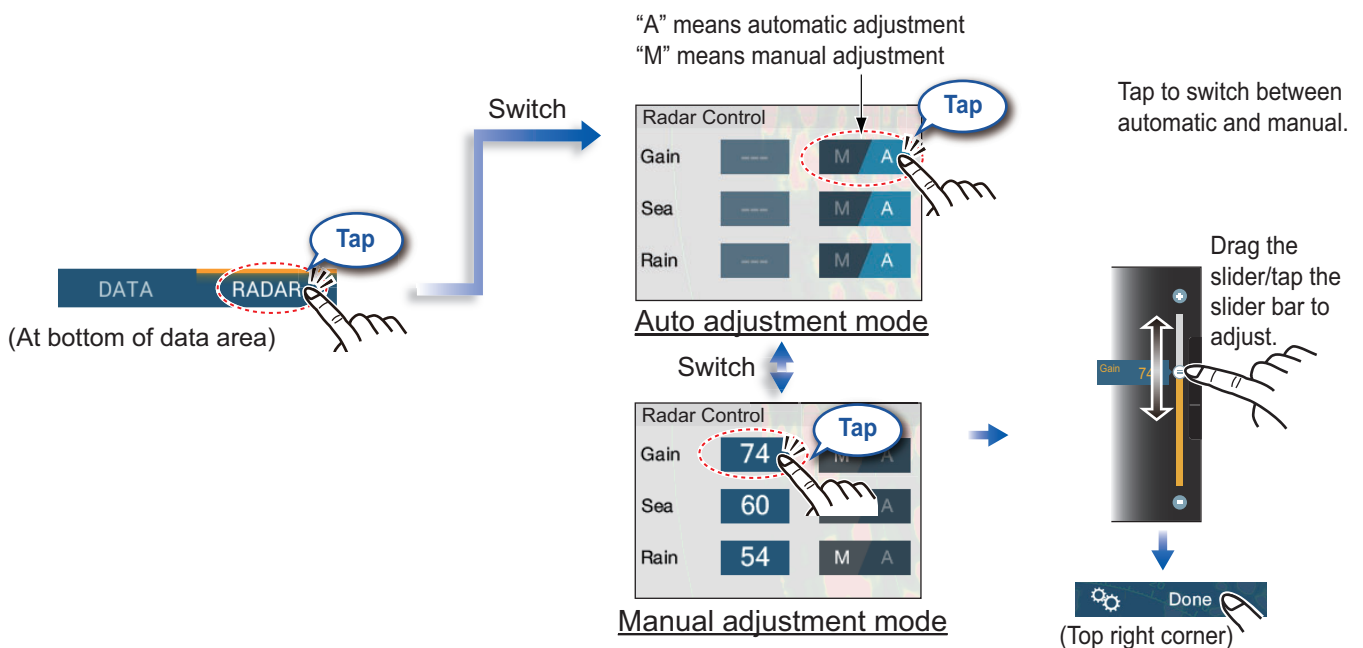 “A” means automatic adjustment
“M” means manual adjustment
Switch
Tap
Tap to switch between
automatic and manual.
Radar Control
Gain --- M A
Sea --- M A
Rain --- M A
Auto adjustment mode
Tap
DATA RADAR
(At bottom of data area)
Switch
Radar Control
Tap
Gain 74 M A
Sea 60 A
Rain 54 M A
Manual adjustment mode
Drag the
slider/tap the
slider bar to
adjust.
Gain 74
Done
(Top right corner)